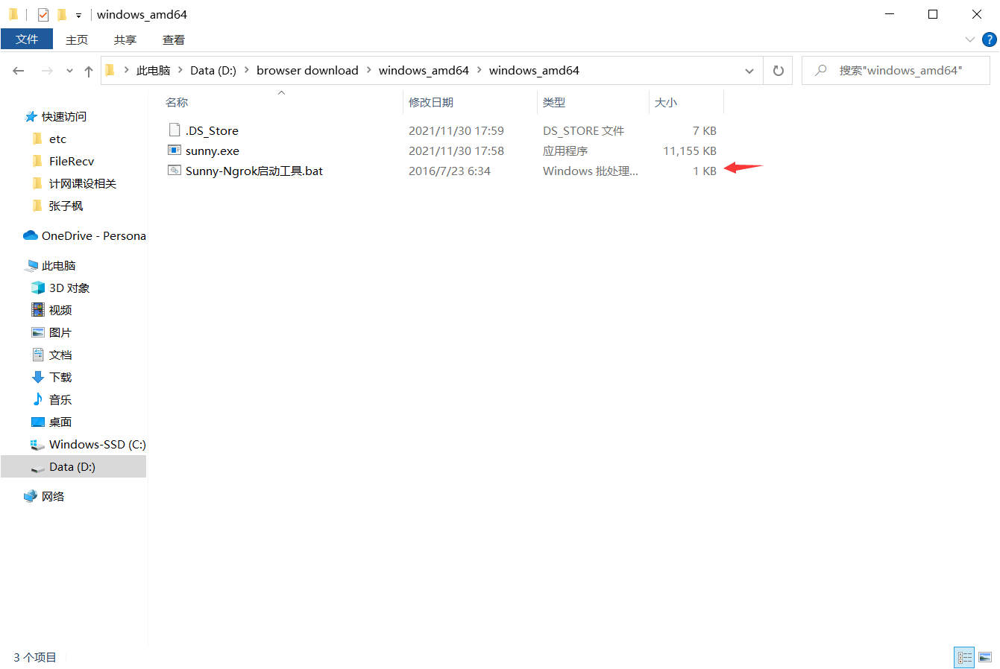 windows_amd64
文件 主页 共享 查看
此电脑 Data (D:) browser download windows_amd64 windows_amd64 搜索"windows_amd64"
名称 修改日期 类型 大小
.DS_Store 2021/11/30 17:59 DS_STORE 文件 7 KB
sunny.exe 2021/11/30 17:58 应用程序 11,155 KB
Sunny-Ngrok启动工具.bat 2016/7/23 6:34 Windows 批处理... 1 KB
快速访问
etc
FileRecv
计网课设相关
张子枫
OneDrive - Persona
此电脑
3D 对象
视频
图片
文档
下载
音乐
桌面
Windows-SSD (C:)
Data (D:)
网络
3 个项目